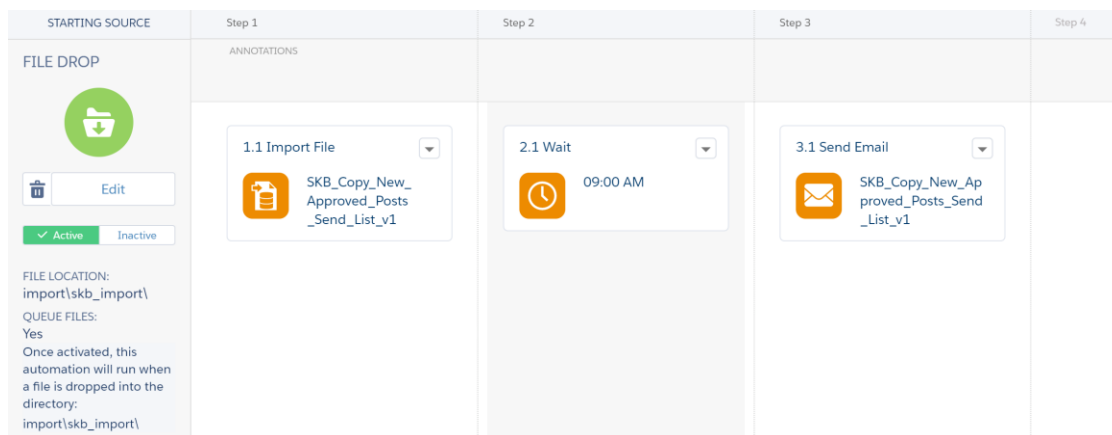 STARTING SOURCE
Step 1
Step 2
Step 3
Step 4
FILE DROP
ANNOTATIONS
Edit
Active
Inactive
FILE LOCATION:
import\skb_import\
QUEUE FILES:
Yes
Once activated, this
automation will run when
a file is dropped into the
directory:
import\skb_import\
1.1 Import File
SKB_Copy_New_
Approved_Posts
_Send_List_v1
2.1 Wait
09:00 AM
3.1 Send Email
SKB_Copy_New_Ap
proved_Posts_Send
_List_v1